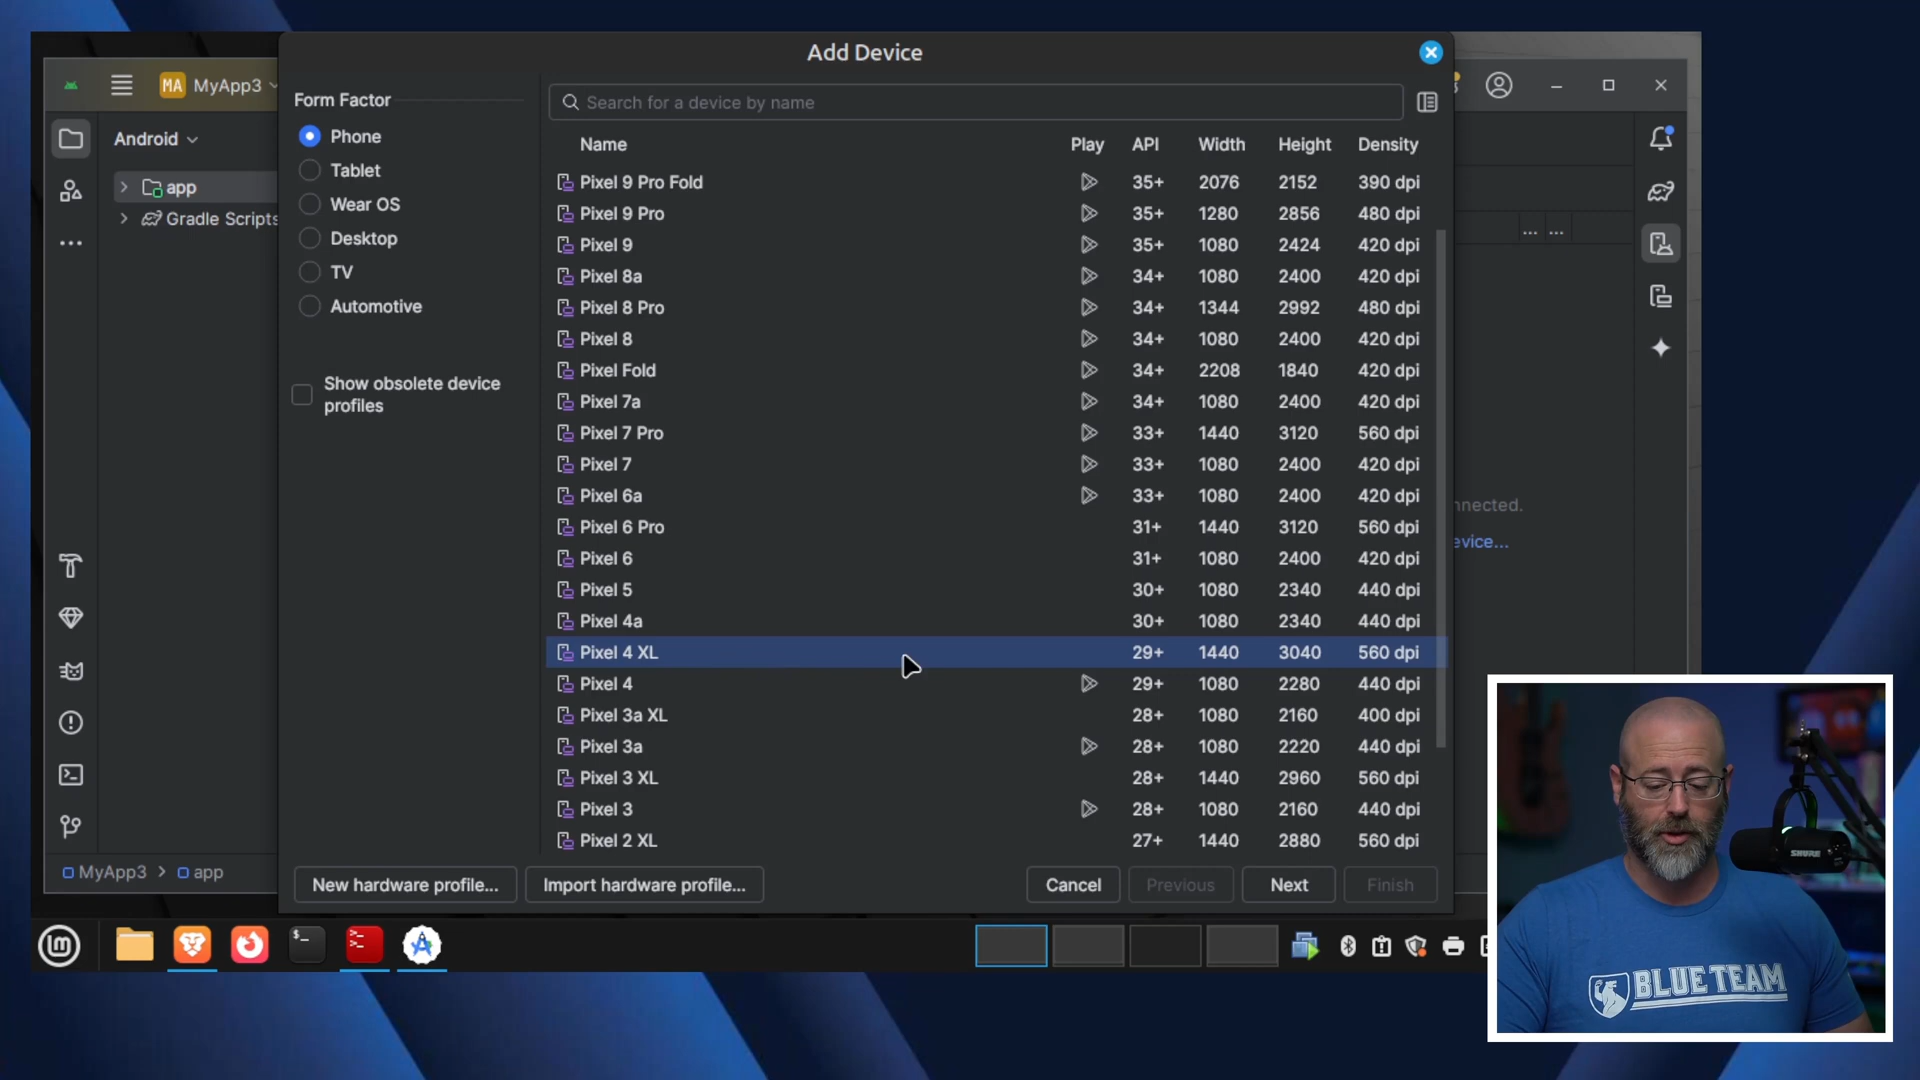 Add Device
MA MyApp3
Form Factor
Search for a device by name
Phone
Tablet
Wear OS
Desktop
TV
Automotive
Show obsolete device
profiles
Android
app
Gradle Scripts
Name Play API Width Height Density
Pixel 9 Pro Fold 35+ 2076 2152 390 dpi
Pixel 9 Pro 35+ 1280 2856 480 dpi
Pixel 9 35+ 1080 2424 420 dpi
Pixel 8a 34+ 1080 2400 420 dpi
Pixel 8 Pro 34+ 1344 2992 480 dpi
Pixel 8 34+ 1080 2400 420 dpi
Pixel Fold 34+ 2208 1840 420 dpi
Pixel 7a 34+ 1080 2400 420 dpi
Pixel 7 Pro 33+ 1440 3120 560 dpi
Pixel 7 33+ 1080 2400 420 dpi
Pixel 6a 33+ 1080 2400 420 dpi
Pixel 6 Pro 31+ 1440 3120 560 dpi
Pixel 6 31+ 1080 2400 420 dpi
Pixel 5 30+ 1080 2340 440 dpi
Pixel 4a 30+ 1080 2340 440 dpi
Pixel 4 XL 29+ 1440 3040 560 dpi
Pixel 4 29+ 1080 2280 440 dpi
Pixel 3a XL 28+ 1080 2160 400 dpi
Pixel 3a 28+ 1080 2220 440 dpi
Pixel 3 XL 28+ 1440 2960 560 dpi
Pixel 3 28+ 1080 2160 440 dpi
Pixel 2 XL 27+ 1440 2880 560 dpi
... ...
nnected.
evice...
MyApp3 > app
New hardware profile... Import hardware profile... Cancel Previous Next Finish
SHURE
BLUE TEAM